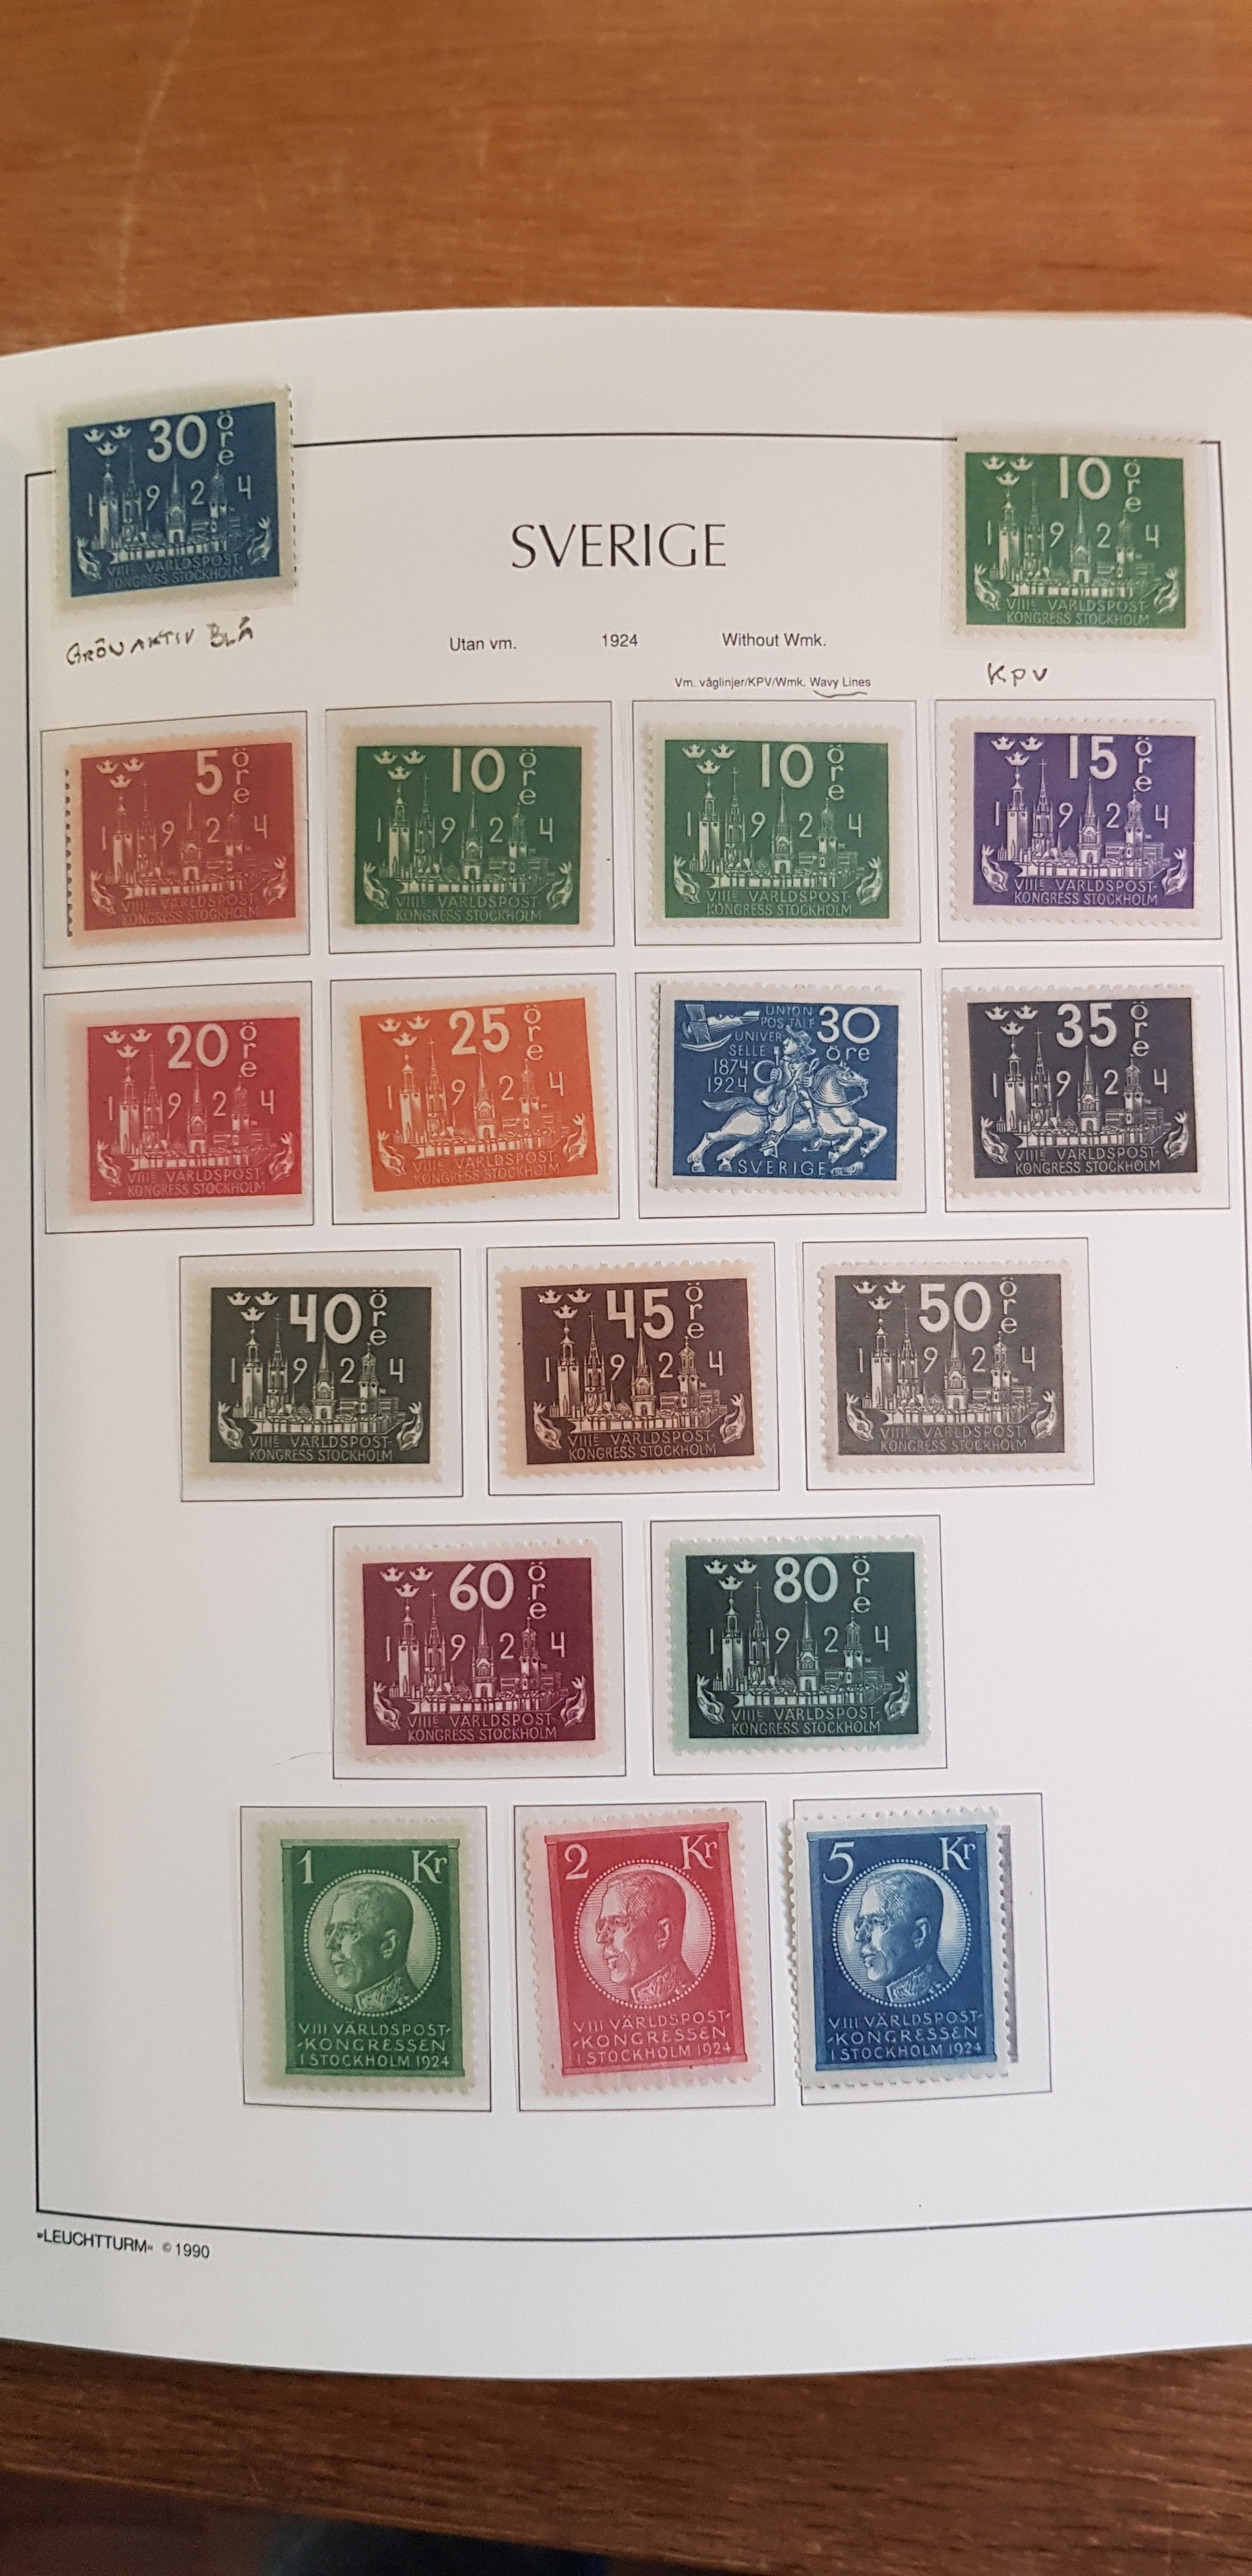 30 öre
1924
VIIIE VÄRLDSPOST-
KONGRESS STOCKHOLM
GRÖNAKTIV BLÅ
SVERIGE
10 öre
1924
VIIIE VÄRLDSPOST-
KONGRESS STOCKHOLM
KPV
Utan vm. 1924 Without Wmk.
Vm. våglinjer/KPV/Wmk. Wavy Lines
5 öre
1924
VIIIE VÄRLDSPOST-
KONGRESS STOCKHOLM
10 öre
1924
VIIIE VÄRLDSPOST-
KONGRESS STOCKHOLM
10 öre
1924
VIIIE VÄRLDSPOST-
KONGRESS STOCKHOLM
15 öre
1924
VIIIE VÄRLDSPOST-
KONGRESS STOCKHOLM
20 öre
1924
VIIIE VÄRLDSPOST-
KONGRESS STOCKHOLM
25 öre
1924
VIIIE VÄRLDSPOST-
KONGRESS STOCKHOLM
UNION
POSTALE
UNIVER
SELLE
1874-
1924
30
öre
SVERIGE
35 öre
1924
VIIIE VÄRLDSPOST-
KONGRESS STOCKHOLM
40 öre
1924
VIIIE VÄRLDSPOST-
KONGRESS STOCKHOLM
45 öre
1924
VIIIE VÄRLDSPOST-
KONGRESS STOCKHOLM
50 öre
1924
VIIIE VÄRLDSPOST-
KONGRESS STOCKHOLM
60 öre
1924
VIIIE VÄRLDSPOST-
KONGRESS STOCKHOLM
80 öre
1924
VIIIE VÄRLDSPOST-
KONGRESS STOCKHOLM
1 Kr
VIII VÄRLDSPOST-
-KONGRESSEN
I STOCKHOLM 1924
2 Kr
VIII VÄRLDSPOST-
-KONGRESSEN
I STOCKHOLM 1924
5 Kr
VIII VÄRLDSPOST-
-KONGRESSEN
I STOCKHOLM 1924
»LEUCHTTURM« © 1990